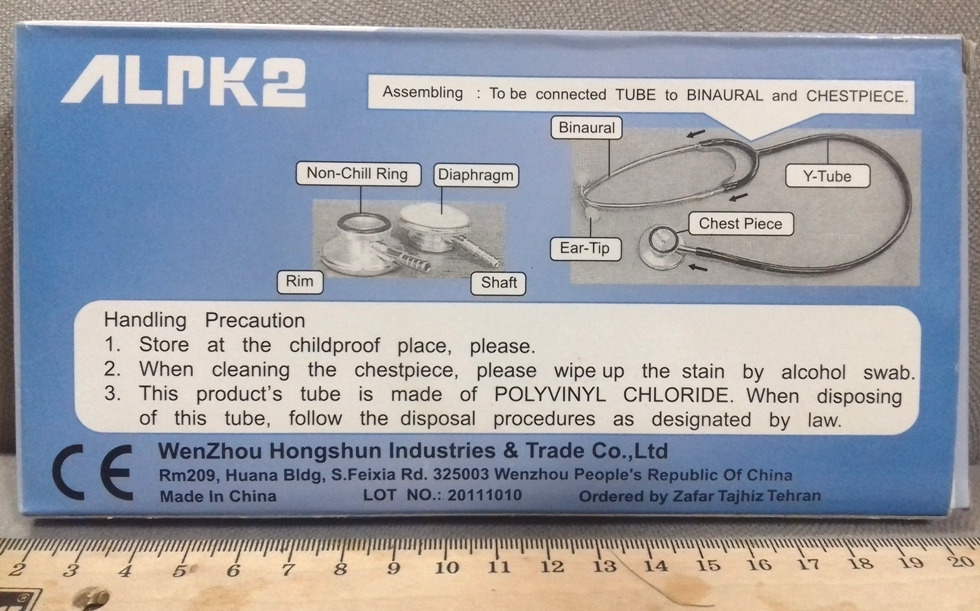 ALPK2
Assembling : To be connected TUBE to BINAURAL and CHESTPIECE.
Binaural
Non-Chill Ring
Diaphragm
Y-Tube
Chest Piece
Ear-Tip
Rim
Shaft
Handling Precaution
1. Store at the childproof place, please.
2. When cleaning the chestpiece, please wipe up the stain by alcohol swab.
3. This product's tube is made of POLYVINYL CHLORIDE. When disposing
of this tube, follow the disposal procedures as designated by law.
CE
WenZhou Hongshun Industries & Trade Co.,Ltd
Rm209, Huana Bldg, S.Feixia Rd. 325003 Wenzhou People's Republic Of China
Made In China LOT NO.: 20111010 Ordered by Zafar Tajhiz Tehran
2 3 4 5 6 7 8 9 10 11 12 13 14 15 16 17 18 19 20